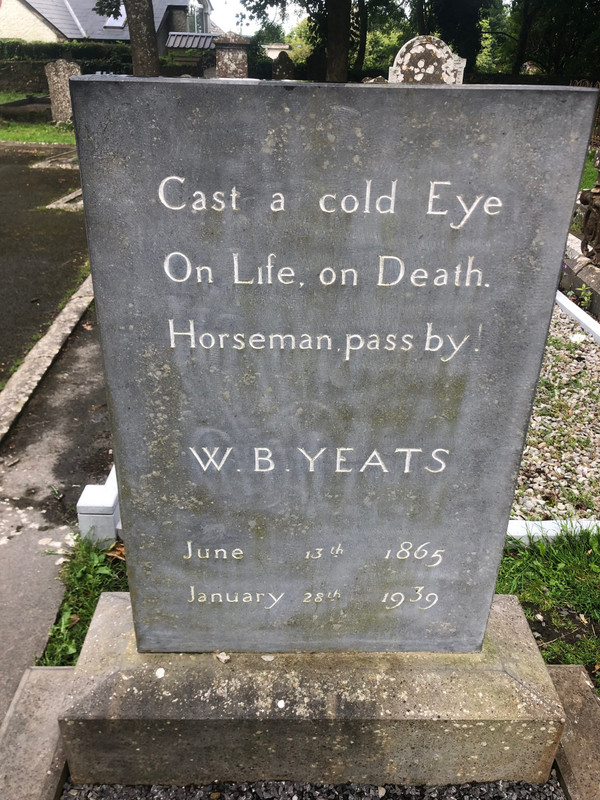 Cast a cold Eye
On Life, on Death.
Horseman, pass by!
W. B. YEATS
June 13th 1865
January 28th 1939